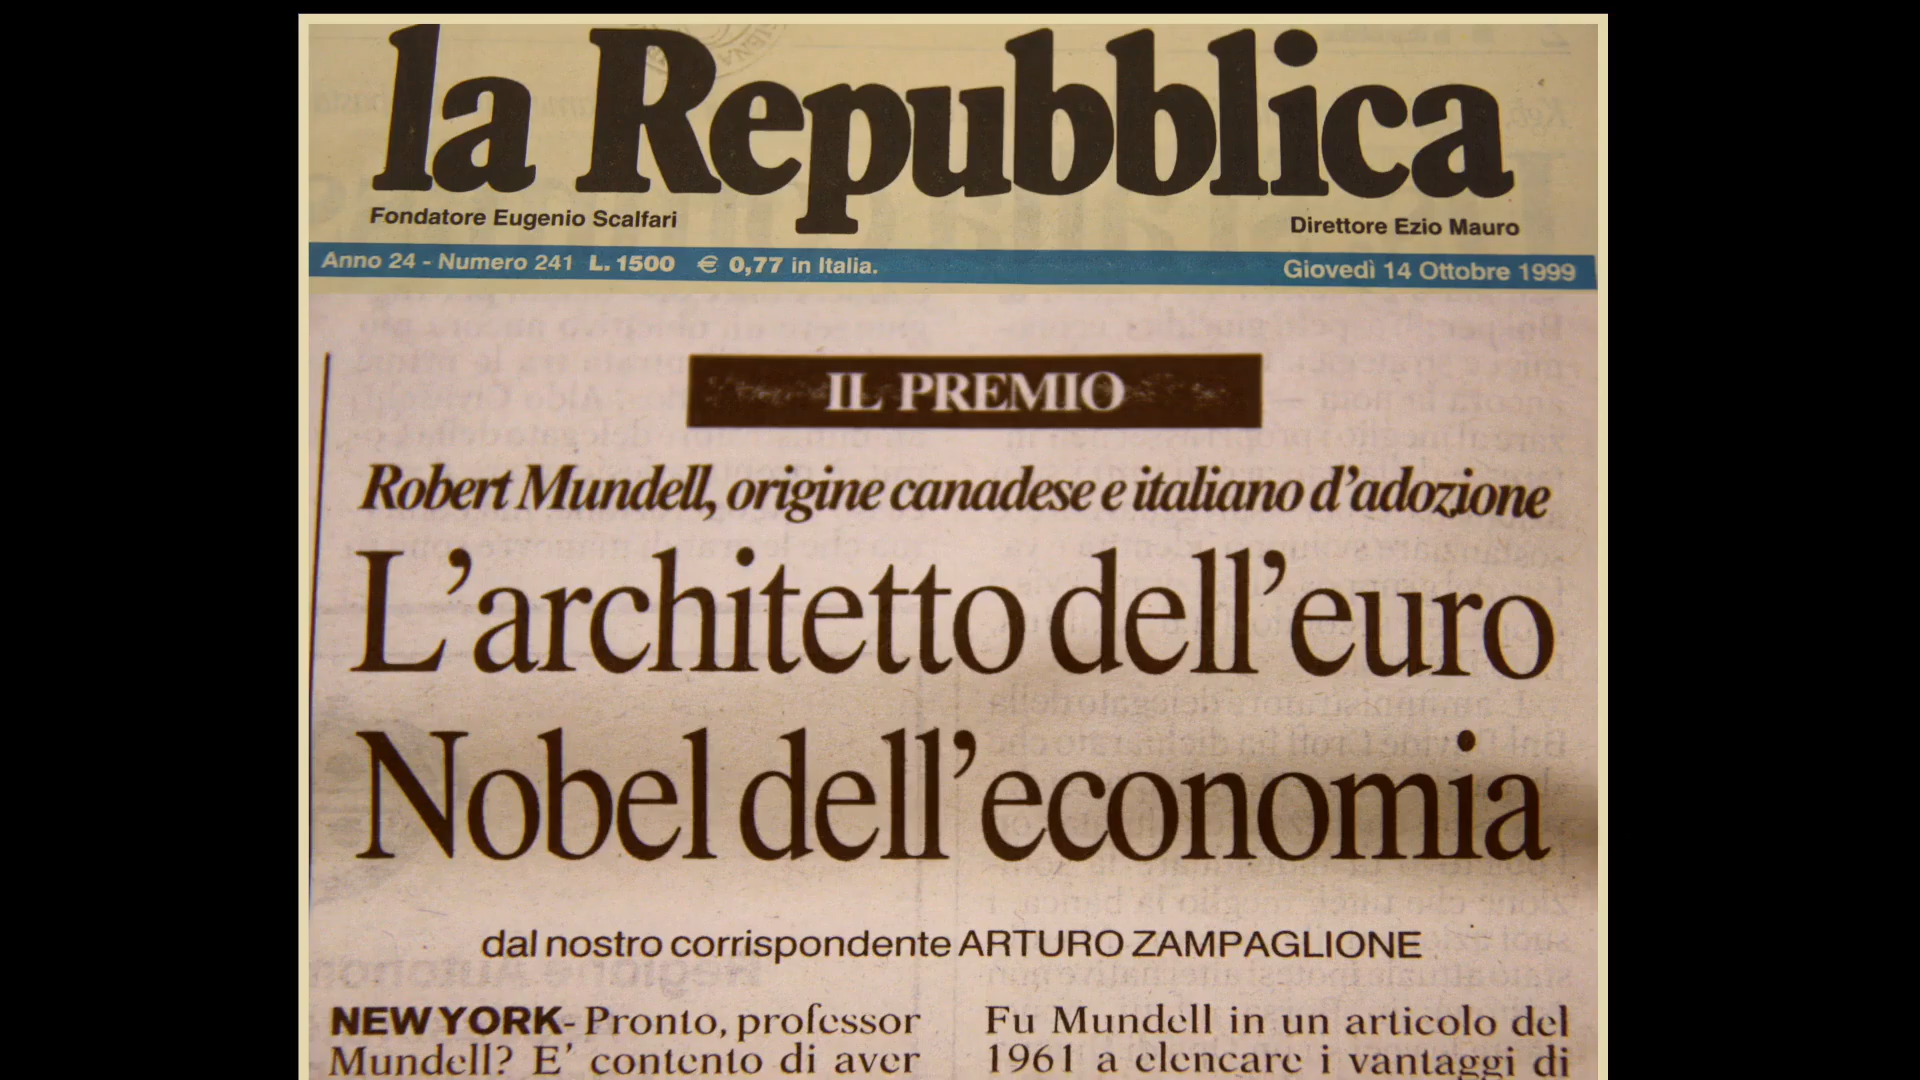 la Repubblica
Fondatore Eugenio Scalfari
Direttore Ezio Mauro
Anno 24 - Numero 241 L. 1500 € 0,77 in Italia.
Giovedì 14 Ottobre 1999
IL PREMIO
Robert Mundell, origine canadese e italiano d’adozione
L’architetto dell’euro
Nobel dell’economia
dal nostro corrispondente ARTURO ZAMPAGLIONE
NEW YORK- Pronto, professor
Mundell? E’ contento di aver
Fu Mundell in un articolo del
1961 a elencare i vantaggi di